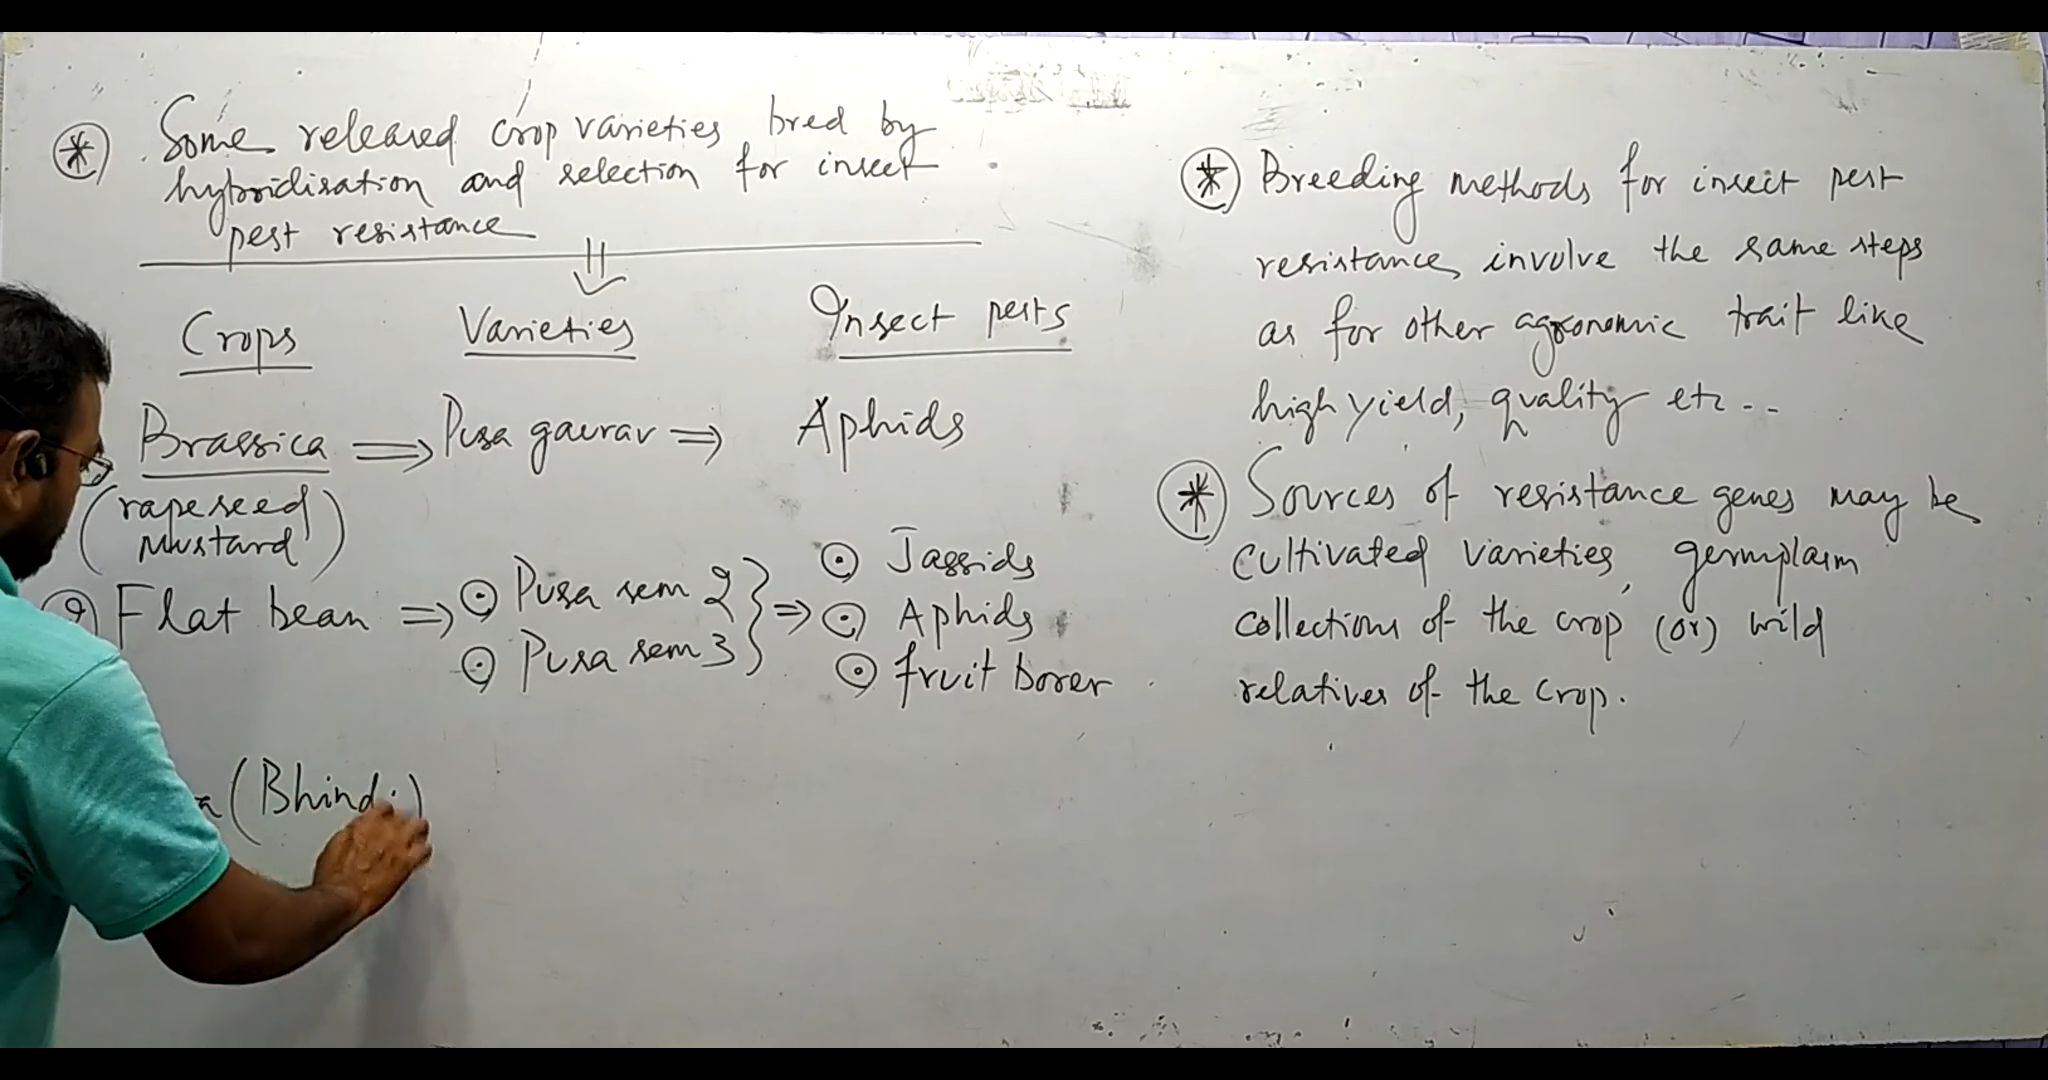 * Some released crop varieties bred by
hybridisation and selection for insect
pest resistance
Crops Varieties Insect pests
Brassica ⟹ Pusa gaurav ⟹ Aphids
(rapeseed
mustard)
Flat bean ⟹ ⊙ Pusa sem 2 } ⟹ ⊙ Jassids
⊙ Pusa sem 3 ⊙ Aphids
⊙ fruit borer
(Bhindi)
* Breeding methods for insect pest
resistance, involve the same steps
as for other agronomic trait like
high yield, quality etc --
* Sources of resistance genes may be
cultivated varieties, germplasm
collections of the crop (or) wild
relatives of the crop.